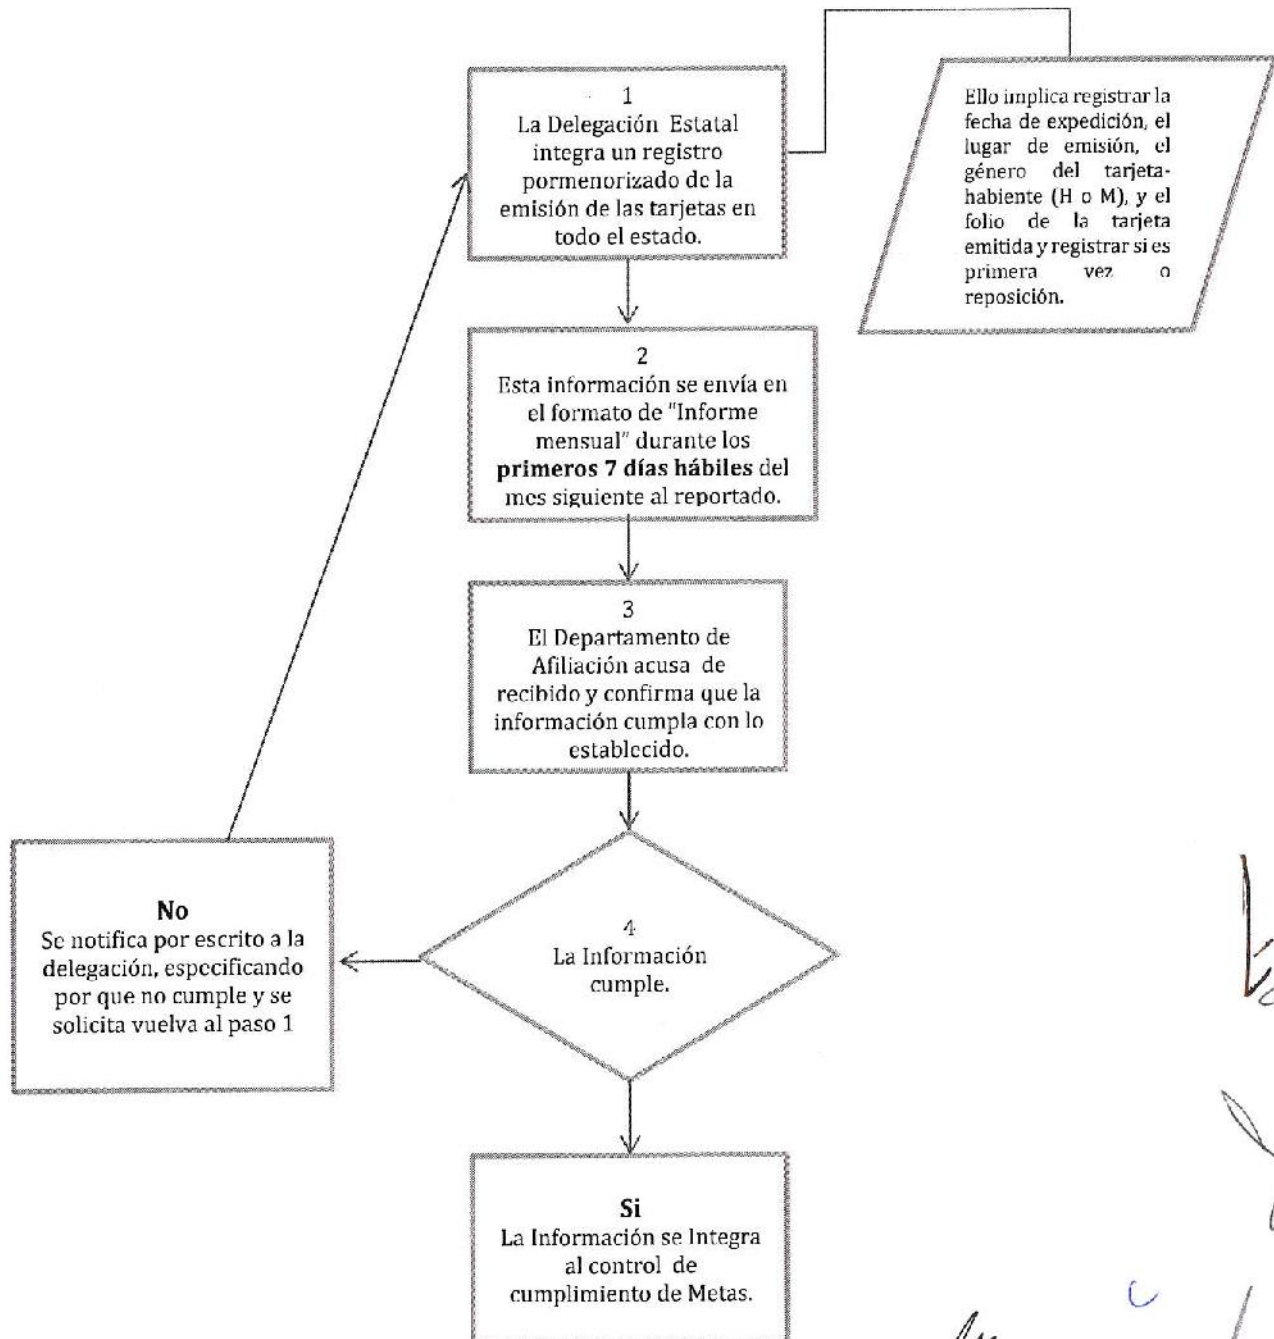 1
La Delegación Estatal
integra un registro
pormenorizado de la
emisión de las tarjetas en
todo el estado.
Ello implica registrar la
fecha de expedición, el
lugar de emisión, el
género del tarjeta-
habiente (H o M), y el
folio de la tarjeta
emitida y registrar si es
primera vez o
reposición.
2
Esta información se envía en
el formato de "Informe
mensual" durante los
primeros 7 días hábiles del
mes siguiente al reportado.
3
El Departamento de
Afiliación acusa de
recibido y confirma que la
información cumpla con lo
establecido.
4
La Información
cumple.
No
Se notifica por escrito a la
delegación, especificando
por que no cumple y se
solicita vuelva al paso 1
Si
La Información se Integra
al control de
cumplimiento de Metas.